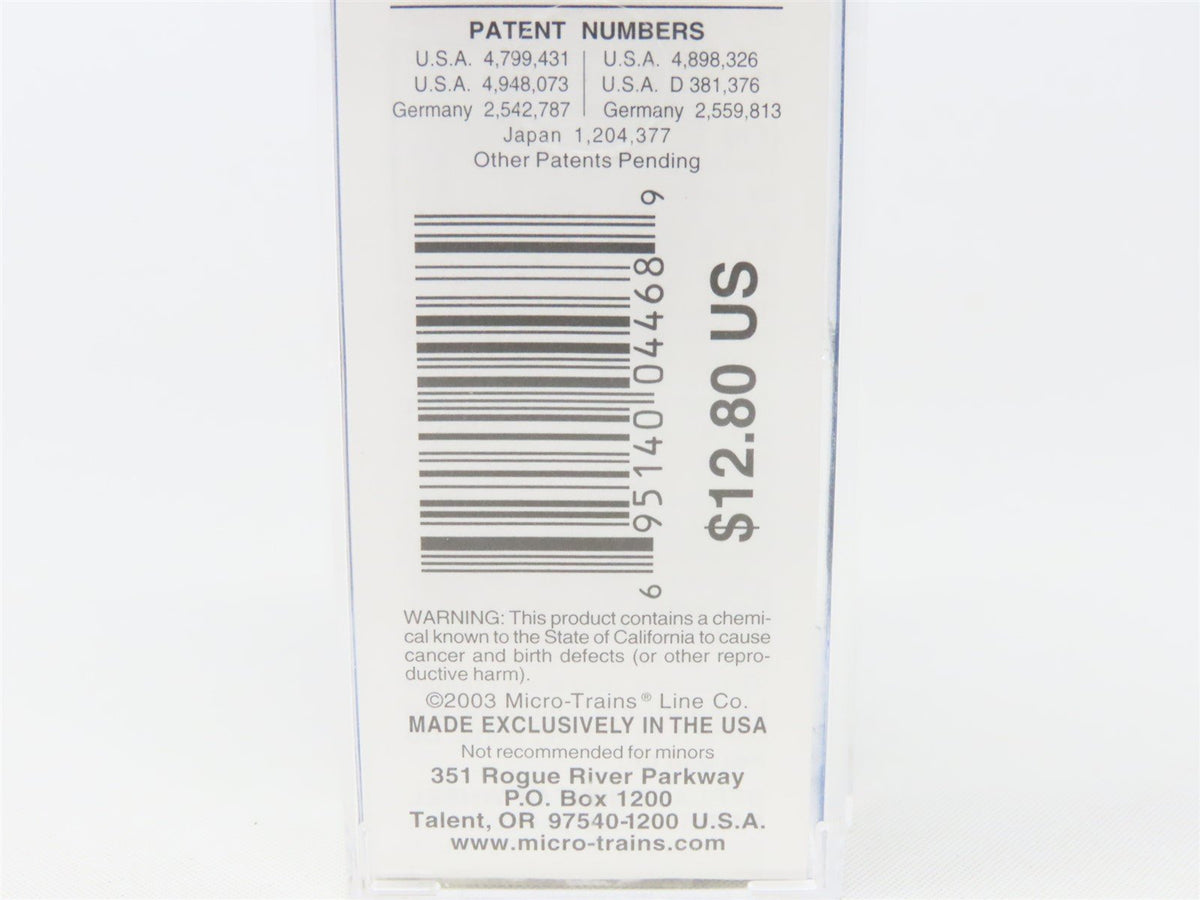 PATENT NUMBERS
U.S.A. 4,799,431 | U.S.A. 4,898,326
U.S.A. 4,948,073 | U.S.A. D 381,376
Germany 2,542,787 | Germany 2,559,813
Japan 1,204,377
Other Patents Pending
6 95140 04468 9
$12.80 US
WARNING: This product contains a chemi-
cal known to the State of California to cause
cancer and birth defects (or other repro-
ductive harm).
©2003 Micro-Trains® Line Co.
MADE EXCLUSIVELY IN THE USA
Not recommended for minors
351 Rogue River Parkway
P.O. Box 1200
Talent, OR 97540-1200 U.S.A.
www.micro-trains.com